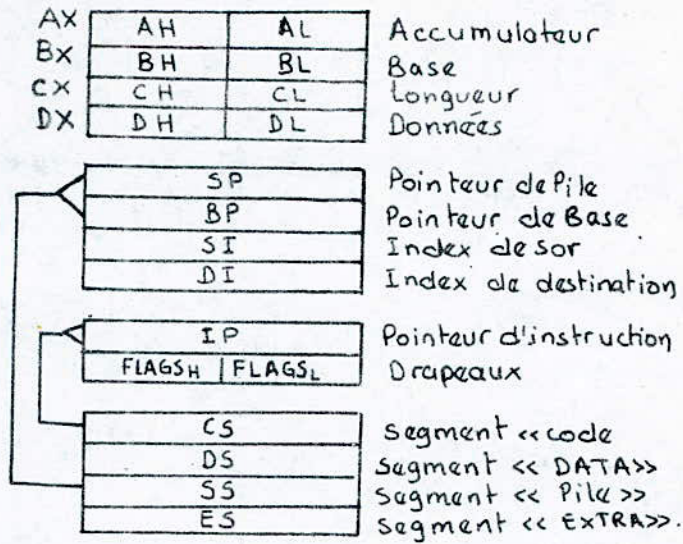 AX AH AL Accumulateur
BX BH BL Base
CX CH CL Longueur
DX DH DL Données
SP Pointeur de Pile
BP Pointeur de Base
SI Index de sor
DI Index de destination
IP Pointeur d'instruction
FLAGSH | FLAGSL Drapeaux
CS segment << code
DS segment << DATA>>
SS segment << Pile >>
ES segment << EXTRA>>.